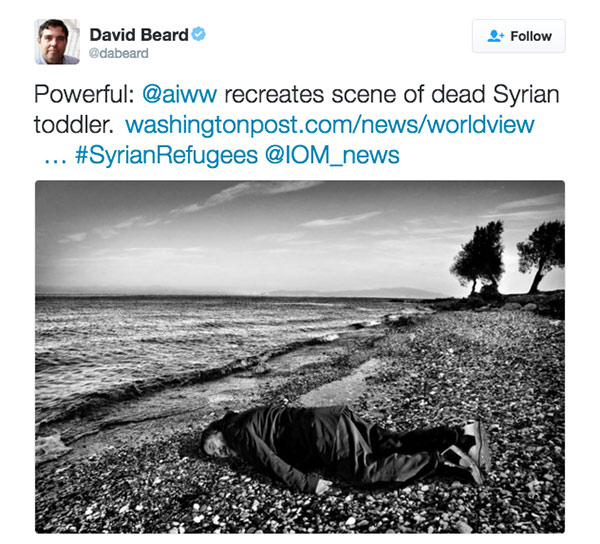 David Beard
@dabeard
Follow
Powerful: @aiww recreates scene of dead Syrian
toddler. washingtonpost.com/news/worldview
… #SyrianRefugees @IOM_news